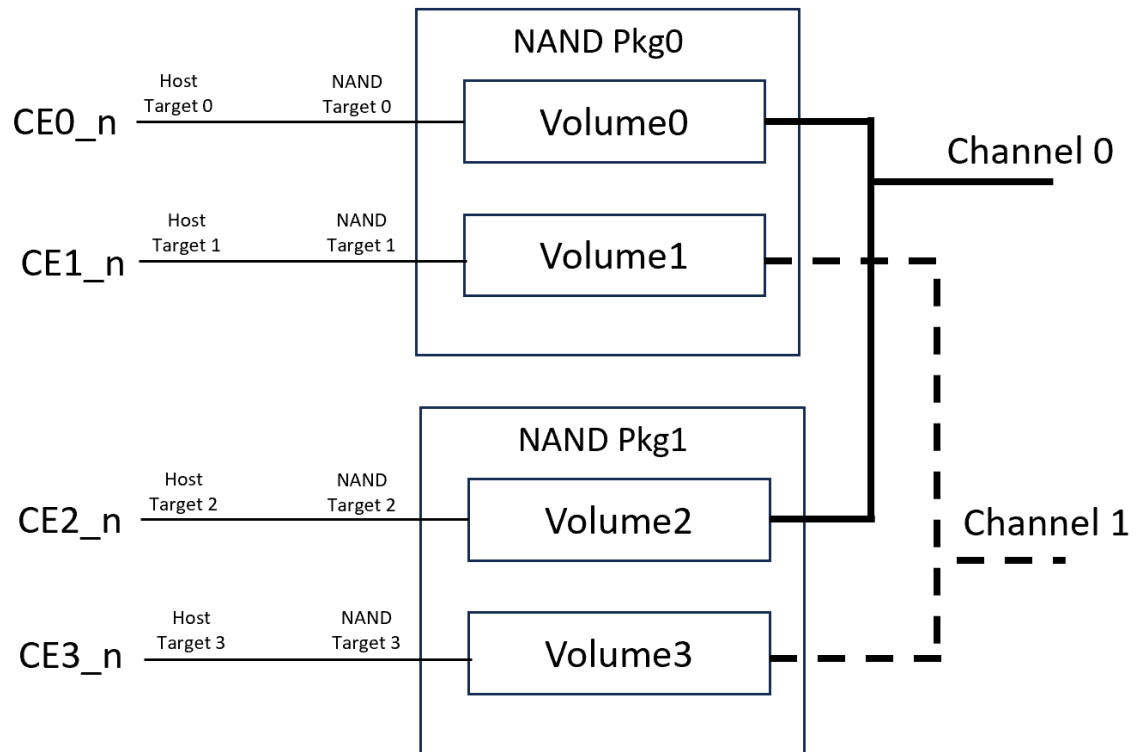 NAND Pkg0
Host
Target 0
NAND
Target 0
CE0_n
Volume0
Channel 0
Host
Target 1
NAND
Target 1
CE1_n
Volume1
NAND Pkg1
Host
Target 2
NAND
Target 2
CE2_n
Volume2
Channel 1
Host
Target 3
NAND
Target 3
CE3_n
Volume3